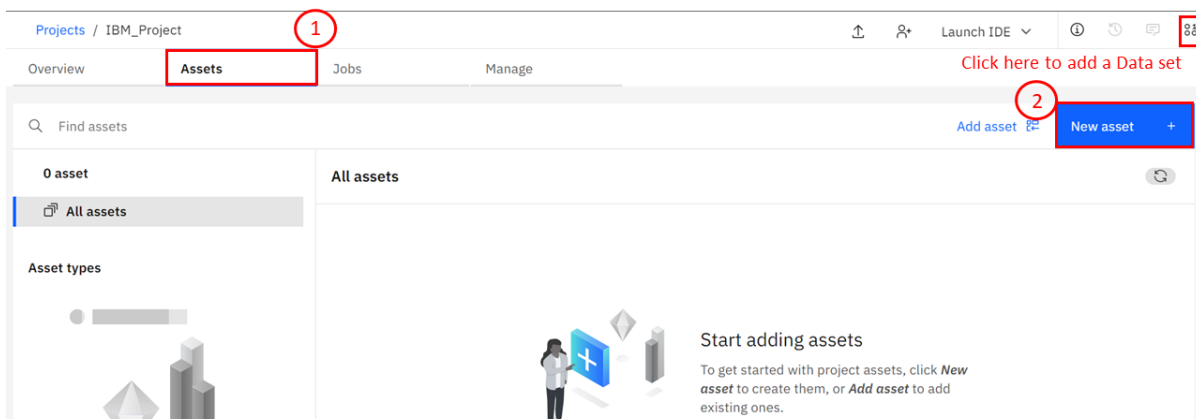 Projects / IBM_Project
1
Launch IDE
Overview
Assets
Jobs
Manage
Click here to add a Data set
2
Find assets
Add asset
New asset +
0 asset
All assets
All assets
Asset types
Start adding assets
To get started with project assets, click New
asset to create them, or Add asset to add
existing ones.